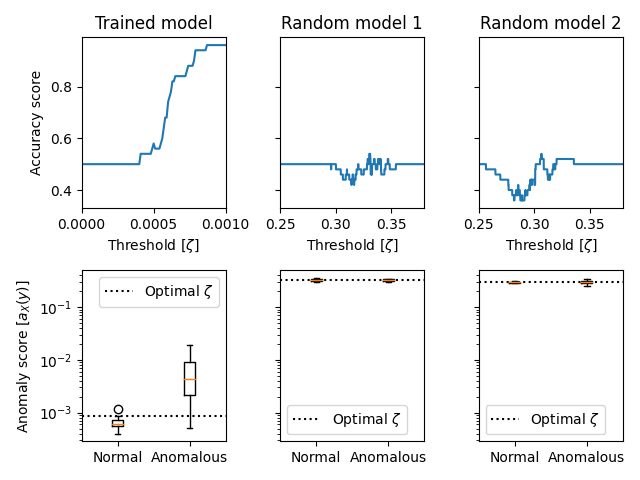 Trained model
Random model 1
Random model 2
Accuracy score
0.8
0.6
0.4
0.0000 0.0005 0.0010
0.25 0.30 0.35
0.25 0.30 0.35
Threshold [ζ]
Threshold [ζ]
Threshold [ζ]
Anomaly score [a_X(y)]
10⁻¹
10⁻²
10⁻³
Optimal ζ
Optimal ζ
Optimal ζ
Normal Anomalous
Normal Anomalous
Normal Anomalous